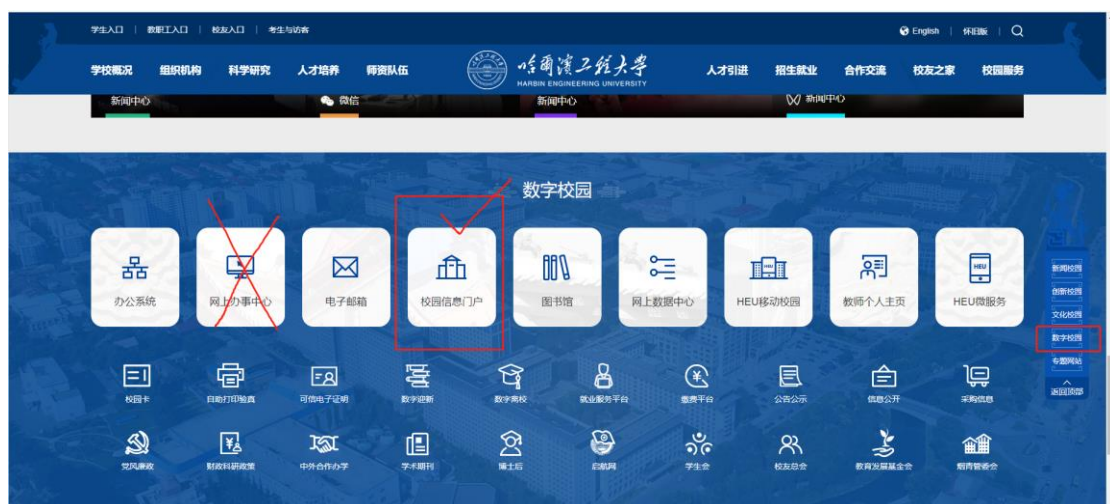 学生入口 | 教职工入口 | 校友入口 | 考生与访客 English | 怀旧版 |
学校概况 组织机构 科学研究 人才培养 师资队伍 哈尔滨工程大学 人才引进 招生就业 合作交流 校友之家 校园服务
HARBIN ENGINEERING UNIVERSITY
新闻中心 微信 新闻中心 新闻中心
数字校园
办公系统 网上办事中心 电子邮箱 校园信息门户 图书馆 网上数据中心 HEU移动校园 教师个人主页 HEU微服务
新闻校园
创新校园
文化校园
数字校园
专题网站
返回顶部
校园卡 自助打印验真 可信电子证明 数字迎新 数字离校 就业服务平台 缴费平台 公告公示 信息公开 采购信息
党风廉政 财政科研政策 中外合作办学 学术期刊 博士后 启航网 学生会 校友总会 教育发展基金会 烟青管委会